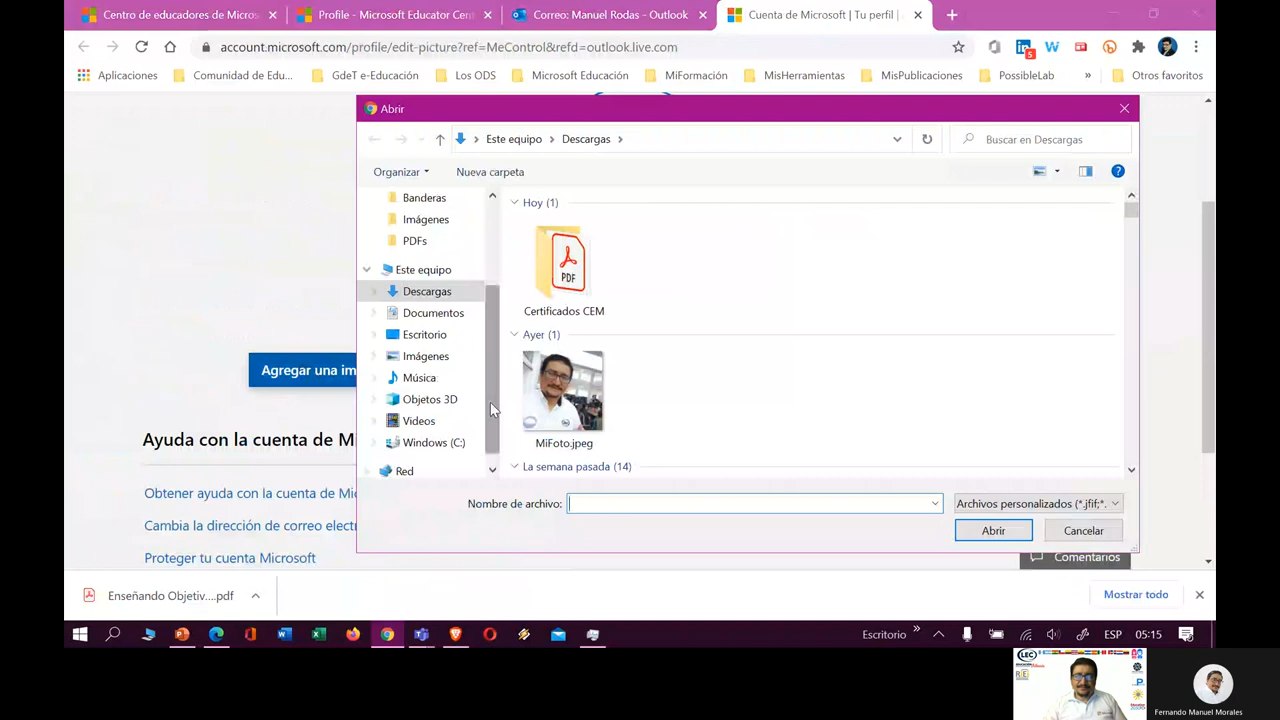 Centro de educadores de Micros
Profile - Microsoft Educator Cent
Correo: Manuel Rodas - Outlook
Cuenta de Microsoft | Tu perfil |
account.microsoft.com/profile/edit-picture?ref=MeControl&refd=outlook.live.com
5
Aplicaciones
Comunidad de Edu...
GdeT e-Educación
Los ODS
Microsoft Educación
MiFormación
MisHerramientas
MisPublicaciones
PossibleLab
»
Otros favoritos
Abrir
Este equipo > Descargas >
Buscar en Descargas
Organizar
Nueva carpeta
Banderas
Imágenes
PDFs
Este equipo
Descargas
Documentos
Escritorio
Imágenes
Música
Objetos 3D
Videos
Windows (C:)
Red
Hoy (1)
PDF
Certificados CEM
Ayer (1)
MiFoto.jpeg
La semana pasada (14)
Nombre de archivo:
Archivos personalizados (*.jfif;*.
Abrir
Cancelar
Agregar una im
Ayuda con la cuenta de Mi
Obtener ayuda con la cuenta de Mic
Cambia la dirección de correo electr
Proteger tu cuenta Microsoft
Comentarios
Enseñando Objetiv....pdf
Mostrar todo
Escritorio »
ESP
05:15
LEC
Fernando Manuel Morales